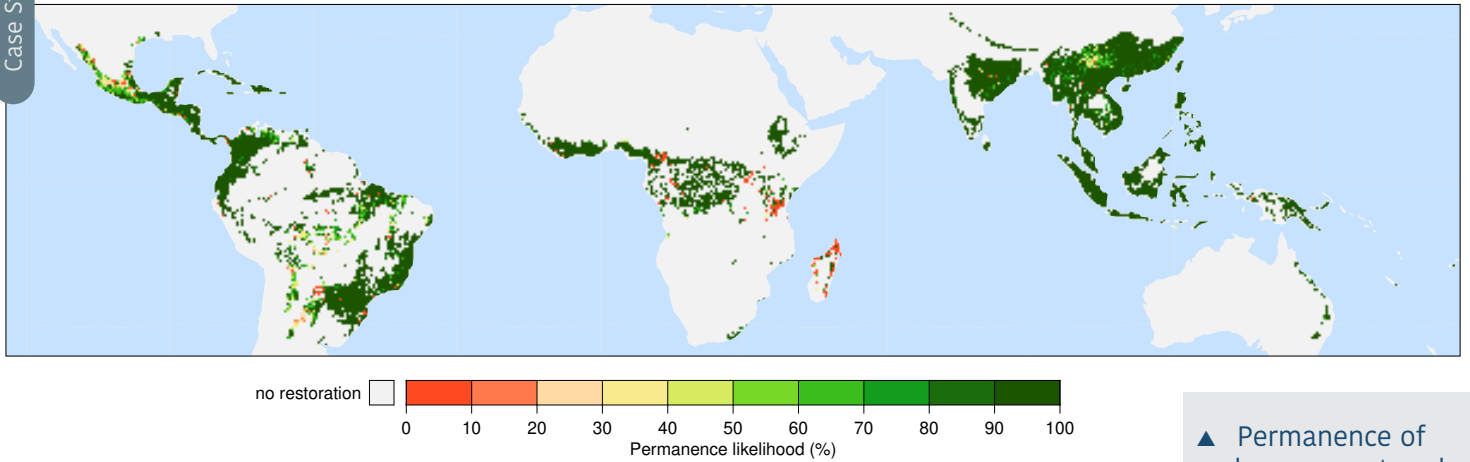 Case S
no restoration
0 10 20 30 40 50 60 70 80 90 100
Permanence likelihood (%)
▲ Permanence of